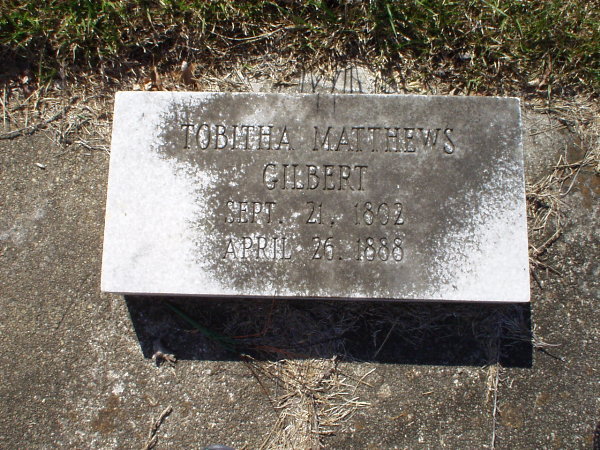 TOBITHA MATTHEWS
GILBERT
SEPT. 21, 1802
APRIL 26, 1888